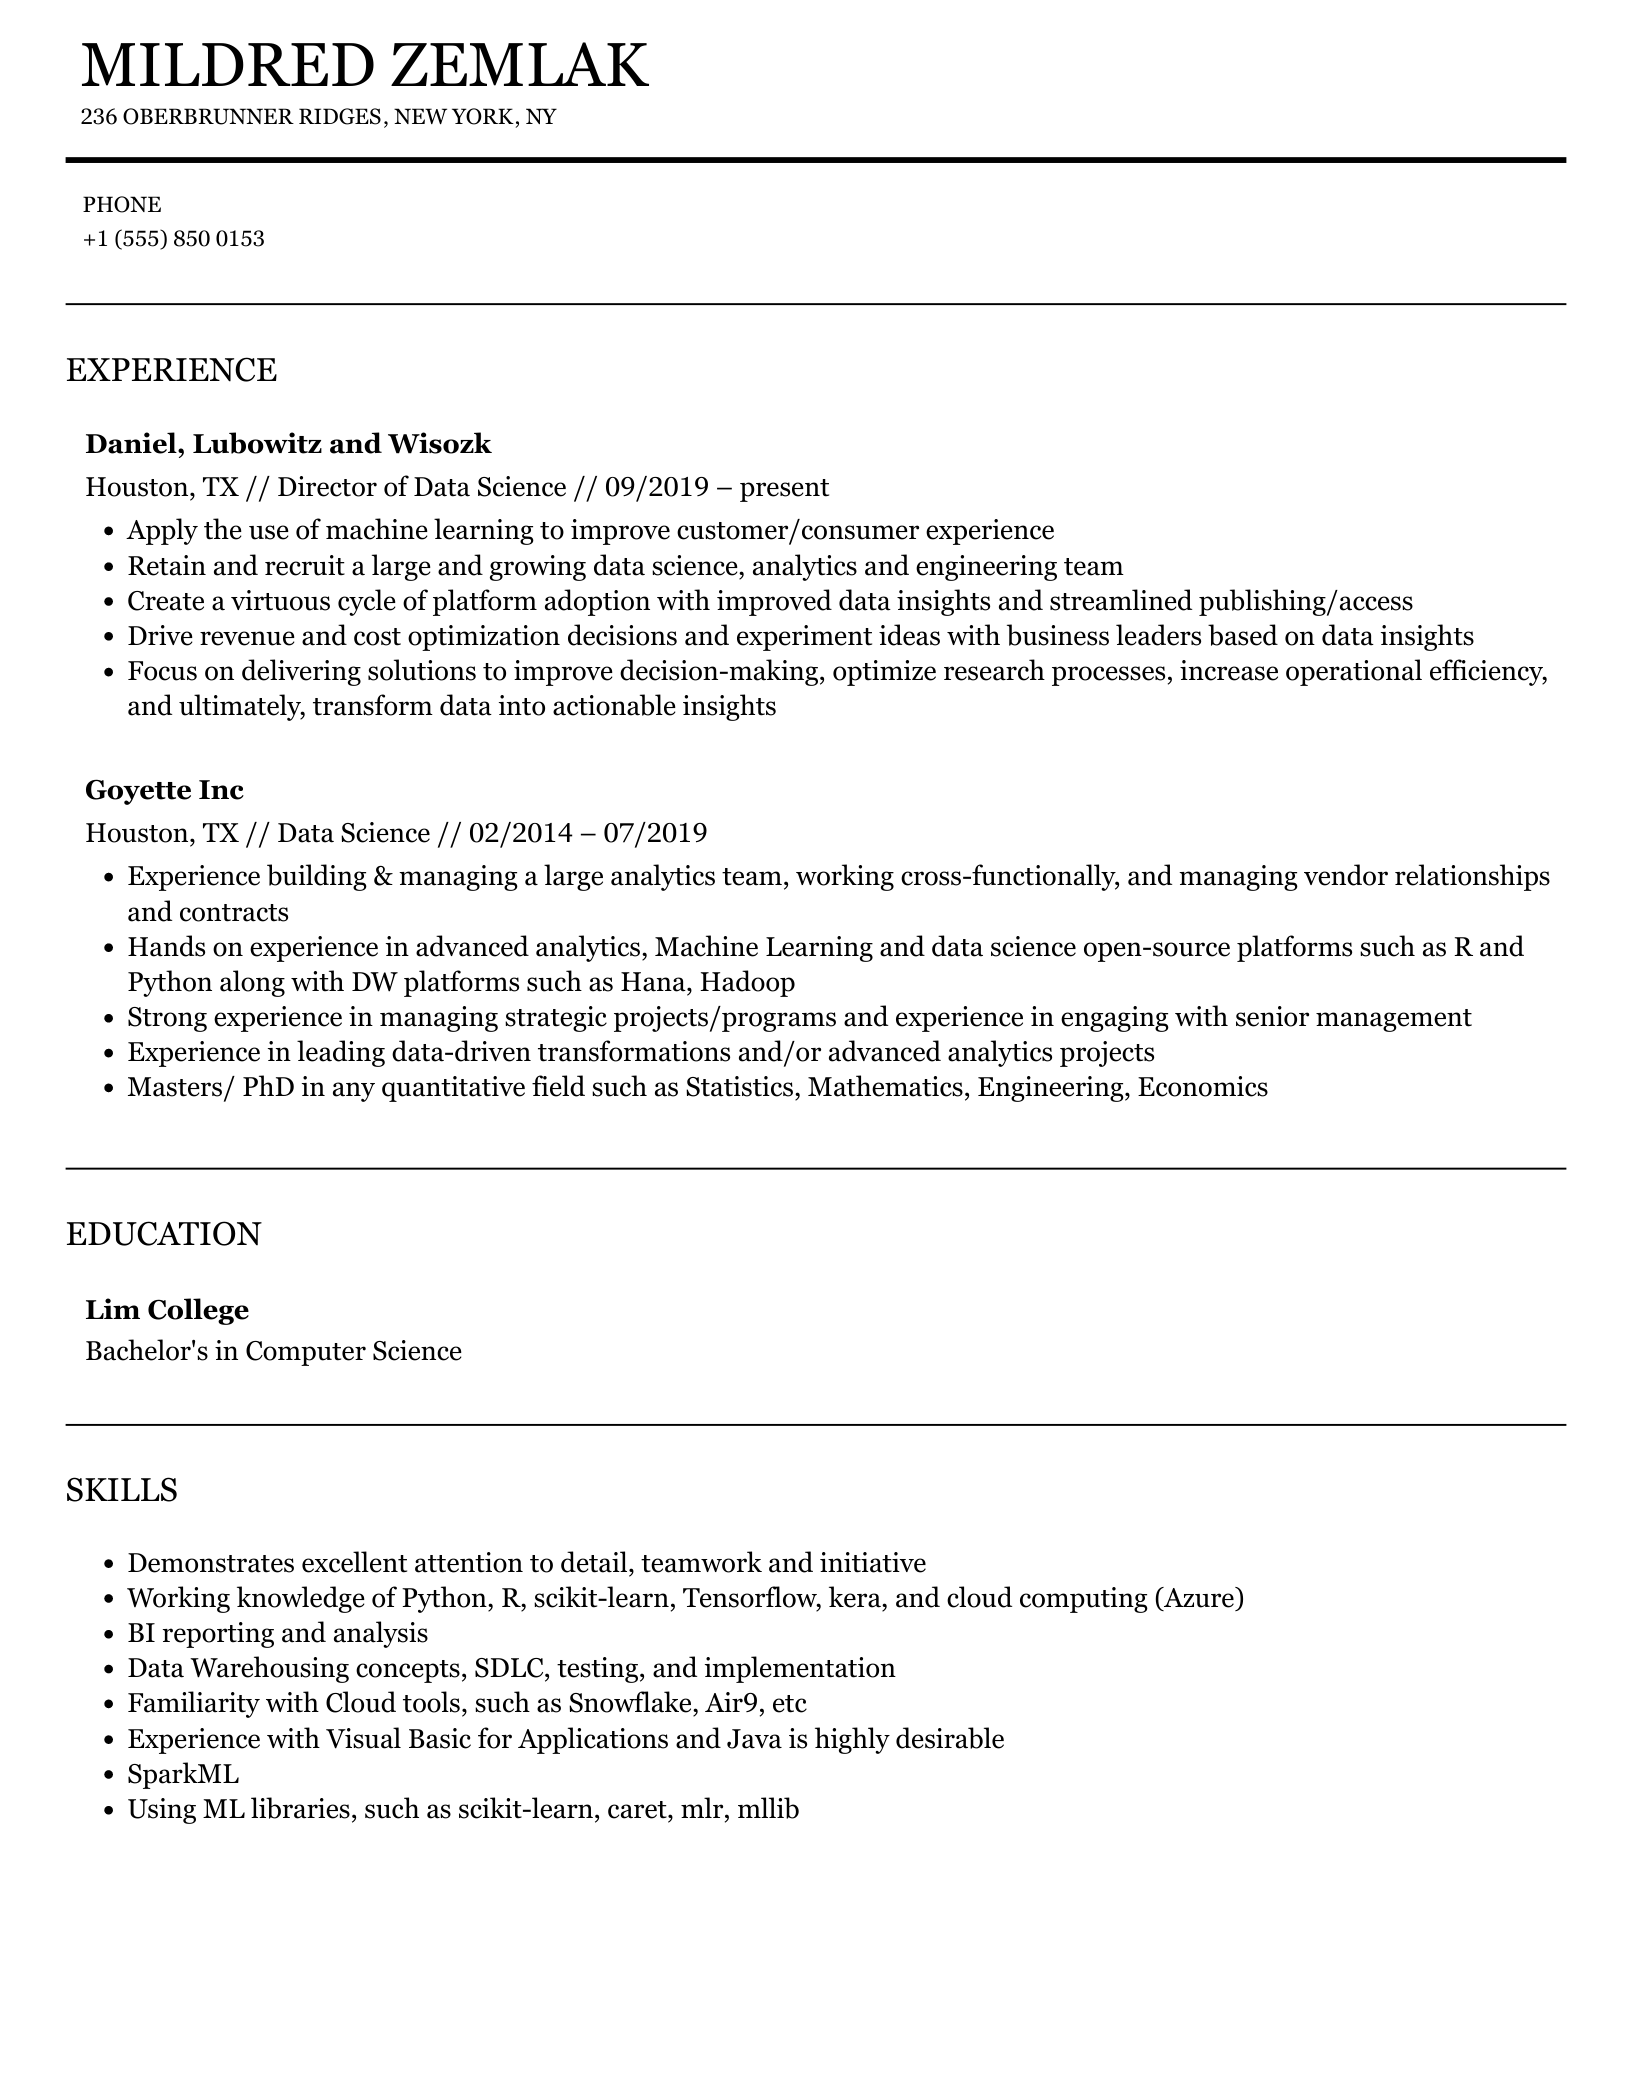 MILDRED ZEMLAK
236 OBERBRUNNER RIDGES, NEW YORK, NY
PHONE
+1 (555) 850 0153
EXPERIENCE
Daniel, Lubowitz and Wisozk
Houston, TX // Director of Data Science // 09/2019 – present
• Apply the use of machine learning to improve customer/consumer experience
• Retain and recruit a large and growing data science, analytics and engineering team
• Create a virtuous cycle of platform adoption with improved data insights and streamlined publishing/access
• Drive revenue and cost optimization decisions and experiment ideas with business leaders based on data insights
• Focus on delivering solutions to improve decision-making, optimize research processes, increase operational efficiency,
and ultimately, transform data into actionable insights
Goyette Inc
Houston, TX // Data Science // 02/2014 – 07/2019
• Experience building & managing a large analytics team, working cross-functionally, and managing vendor relationships
and contracts
• Hands on experience in advanced analytics, Machine Learning and data science open-source platforms such as R and
Python along with DW platforms such as Hana, Hadoop
• Strong experience in managing strategic projects/programs and experience in engaging with senior management
• Experience in leading data-driven transformations and/or advanced analytics projects
• Masters/ PhD in any quantitative field such as Statistics, Mathematics, Engineering, Economics
EDUCATION
Lim College
Bachelor's in Computer Science
SKILLS
• Demonstrates excellent attention to detail, teamwork and initiative
• Working knowledge of Python, R, scikit-learn, Tensorflow, kera, and cloud computing (Azure)
• BI reporting and analysis
• Data Warehousing concepts, SDLC, testing, and implementation
• Familiarity with Cloud tools, such as Snowflake, Air9, etc
• Experience with Visual Basic for Applications and Java is highly desirable
• SparkML
• Using ML libraries, such as scikit-learn, caret, mlr, mllib